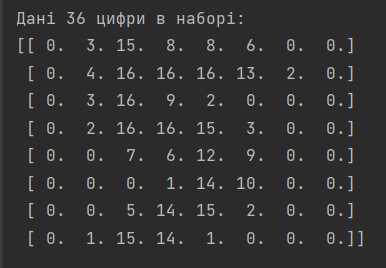 Дані 36 цифри в наборі:
[[ 0.  3. 15.  8.  8.  6.  0.  0.]
 [ 0.  4. 16. 16. 16. 13.  2.  0.]
 [ 0.  3. 16.  9.  2.  0.  0.  0.]
 [ 0.  2. 16. 16. 15.  3.  0.  0.]
 [ 0.  0.  7.  6. 12.  9.  0.  0.]
 [ 0.  0.  0.  1. 14. 10.  0.  0.]
 [ 0.  0.  5. 14. 15.  2.  0.  0.]
 [ 0.  1. 15. 14.  1.  0.  0.  0.]]